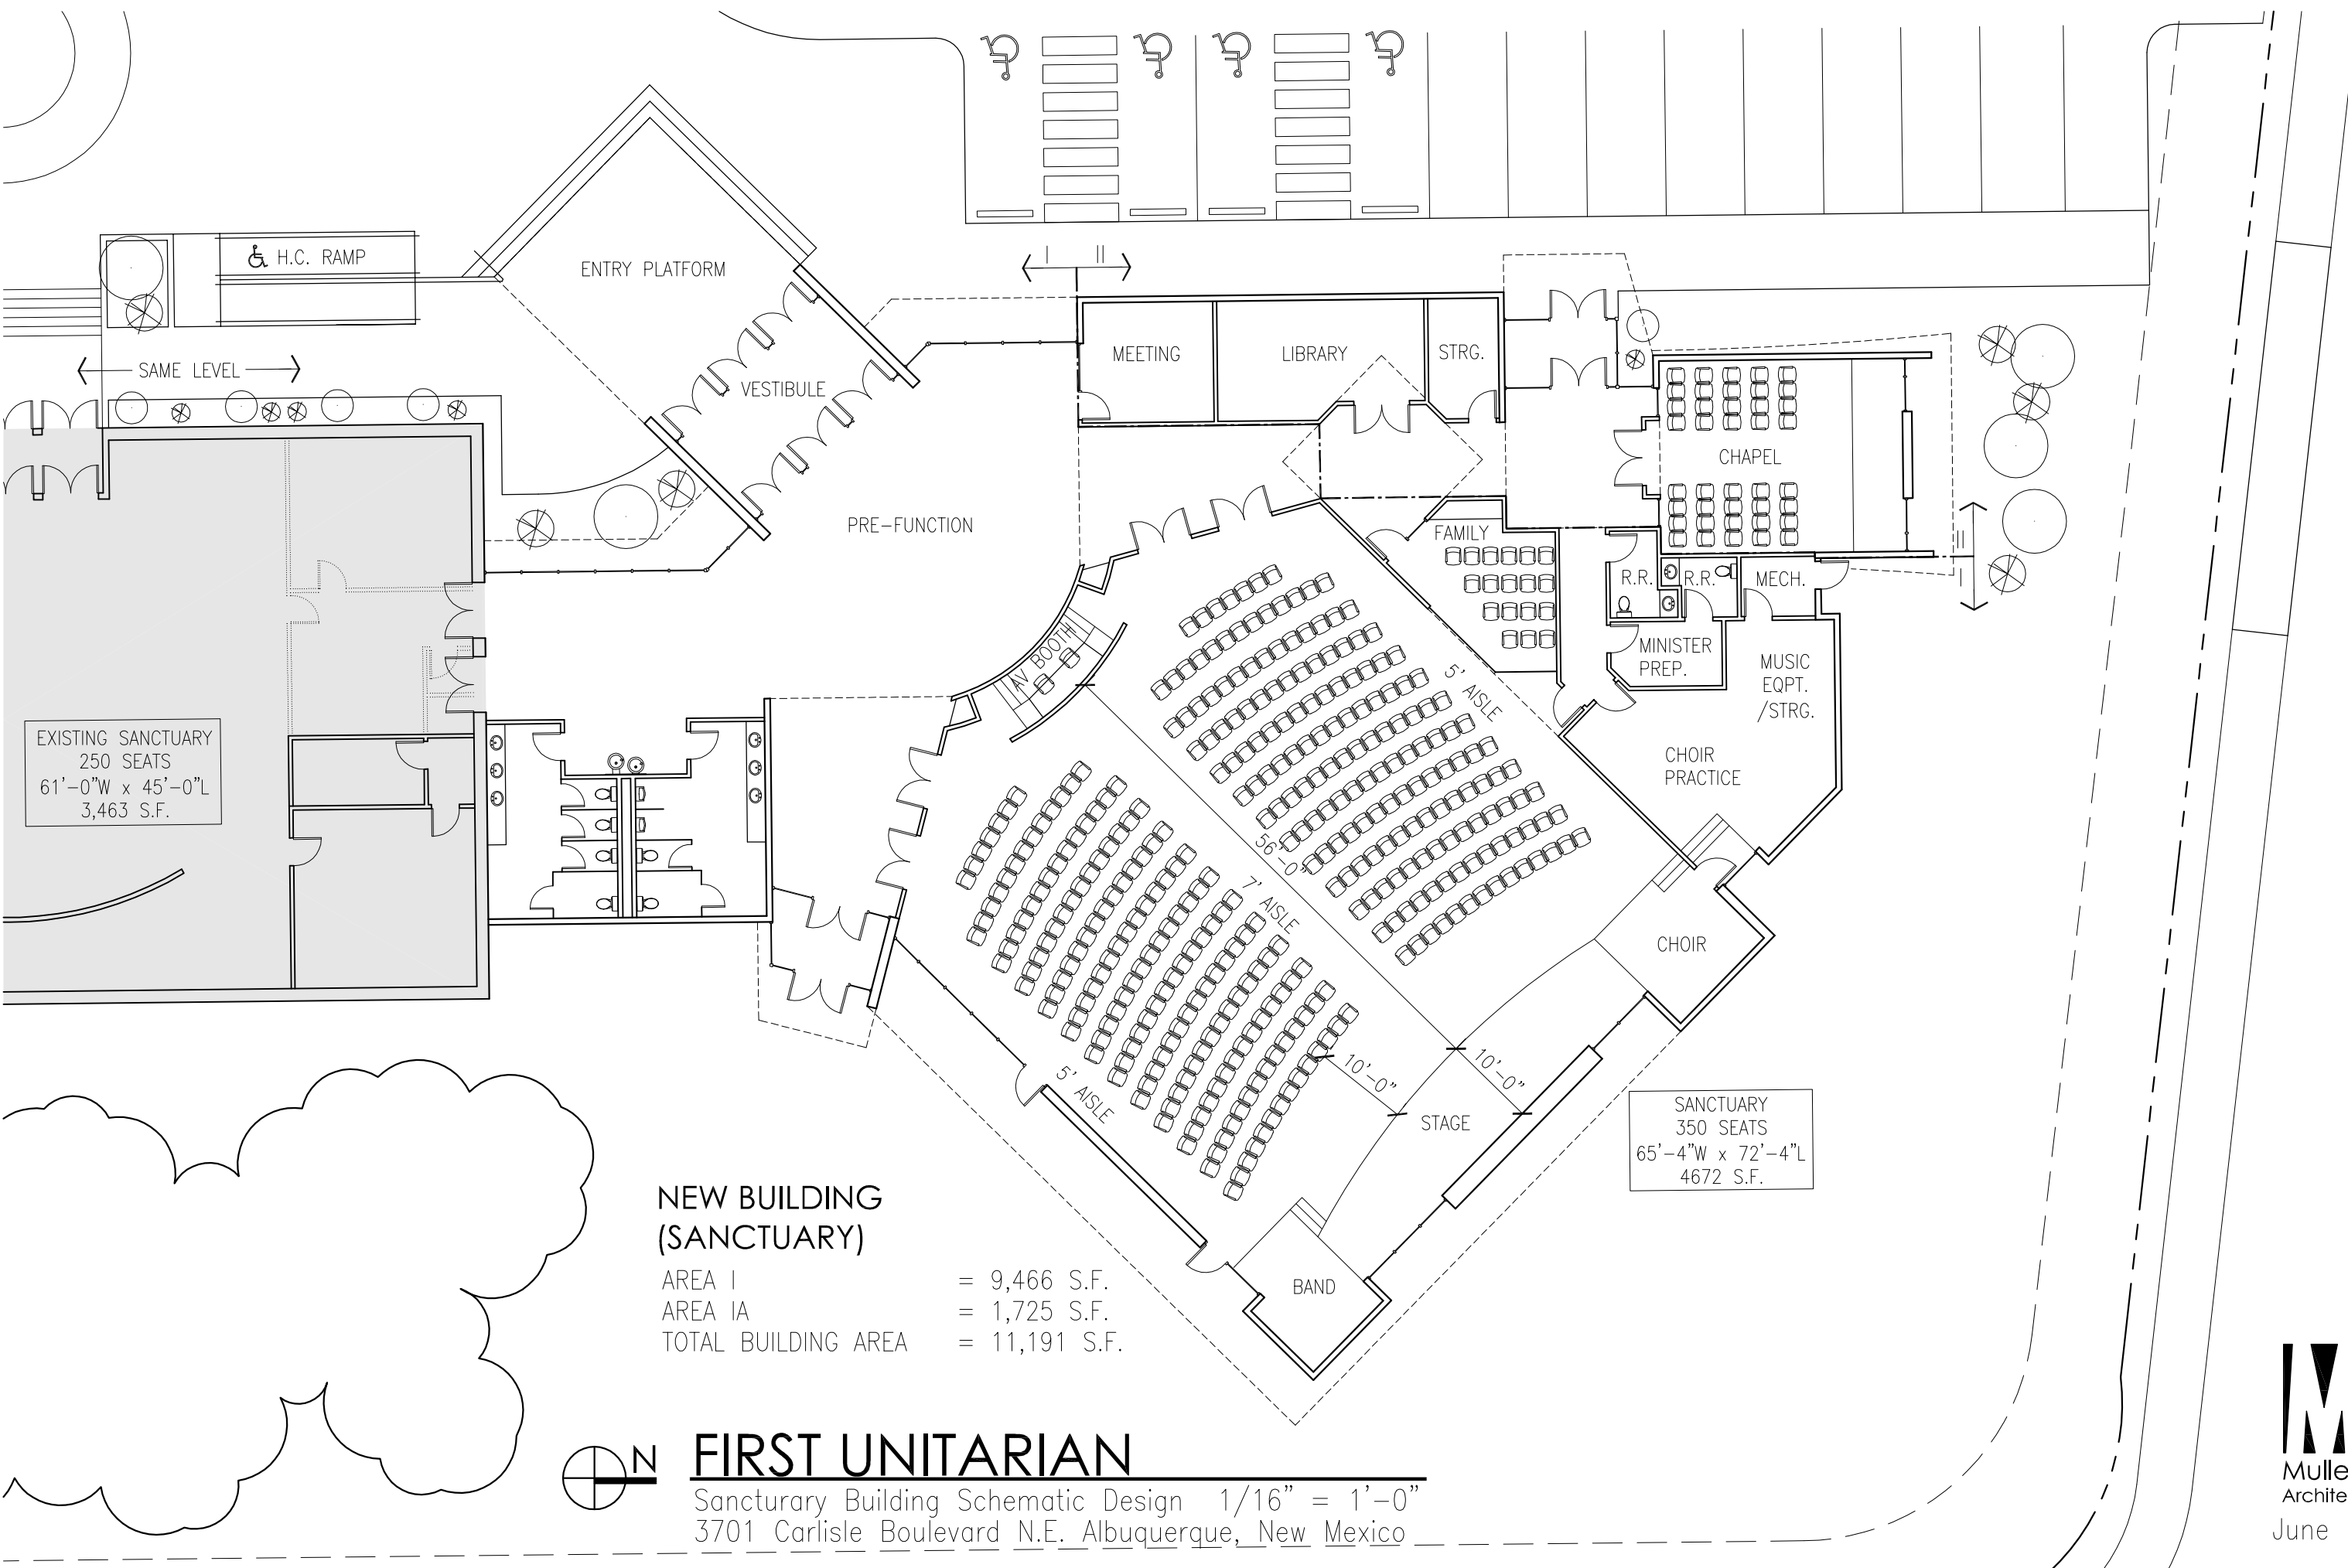 H.C. RAMP
ENTRY PLATFORM
I II
SAME LEVEL
VESTIBULE
MEETING
LIBRARY
STRG.
CHAPEL
PRE-FUNCTION
FAMILY
R.R.
R.R.
MECH.
AV BOOTH
MINISTER
PREP.
MUSIC
EQPT.
/STRG.
5' AISLE
EXISTING SANCTUARY
250 SEATS
61'-0"W x 45'-0"L
3,463 S.F.
CHOIR
PRACTICE
56'-0"
7' AISLE
CHOIR
5' AISLE
10'-0"
10'-0"
STAGE
SANCTUARY
350 SEATS
65'-4"W x 72'-4"L
4672 S.F.
BAND
NEW BUILDING
(SANCTUARY)
AREA I = 9,466 S.F.
AREA IA = 1,725 S.F.
TOTAL BUILDING AREA = 11,191 S.F.
N
FIRST UNITARIAN
Sancturary Building Schematic Design 1/16" = 1'-0"
3701 Carlisle Boulevard N.E. Albuquerque, New Mexico
Mulle
Archite
June